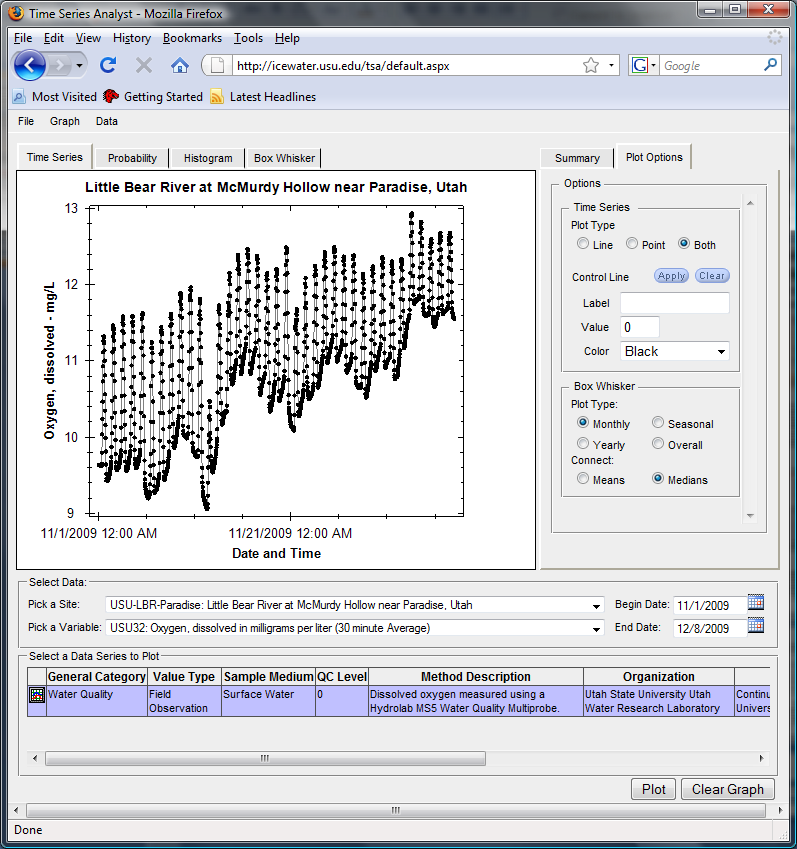 Time Series Analyst - Mozilla Firefox
File Edit View History Bookmarks Tools Help
http://icewater.usu.edu/tsa/default.aspx
G Google
Most Visited Getting Started Latest Headlines
File Graph Data
Time Series Probability Histogram Box Whisker
Summary Plot Options
Little Bear River at McMurdy Hollow near Paradise, Utah
13
12
11
10
9
Oxygen, dissolved - mg/L
11/1/2009 12:00 AM 11/21/2009 12:00 AM
Date and Time
Options
Time Series
Plot Type
Line Point Both
Control Line Apply Clear
Label
Value 0
Color Black
Box Whisker
Plot Type:
Monthly Seasonal
Yearly Overall
Connect:
Means Medians
Select Data:
Pick a Site: USU-LBR-Paradise: Little Bear River at McMurdy Hollow near Paradise, Utah Begin Date: 11/1/2009
Pick a Variable: USU32: Oxygen, dissolved in milligrams per liter (30 minute Average) End Date: 12/8/2009
Select a Data Series to Plot
General Category Value Type Sample Medium QC Level Method Description Organization
Water Quality Field Surface Water 0 Dissolved oxygen measured using a Utah State University Utah Continu
Observation Hydrolab MS5 Water Quality Multiprobe. Water Research Laboratory Univers
Plot Clear Graph
Done